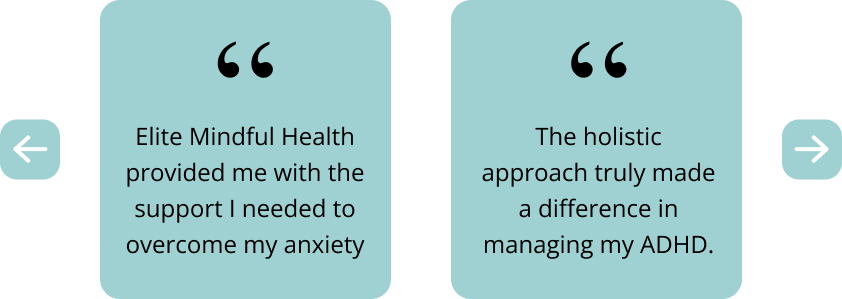 “
Elite Mindful Health
provided me with the
support I needed to
overcome my anxiety
“
The holistic
approach truly made
a difference in
managing my ADHD.